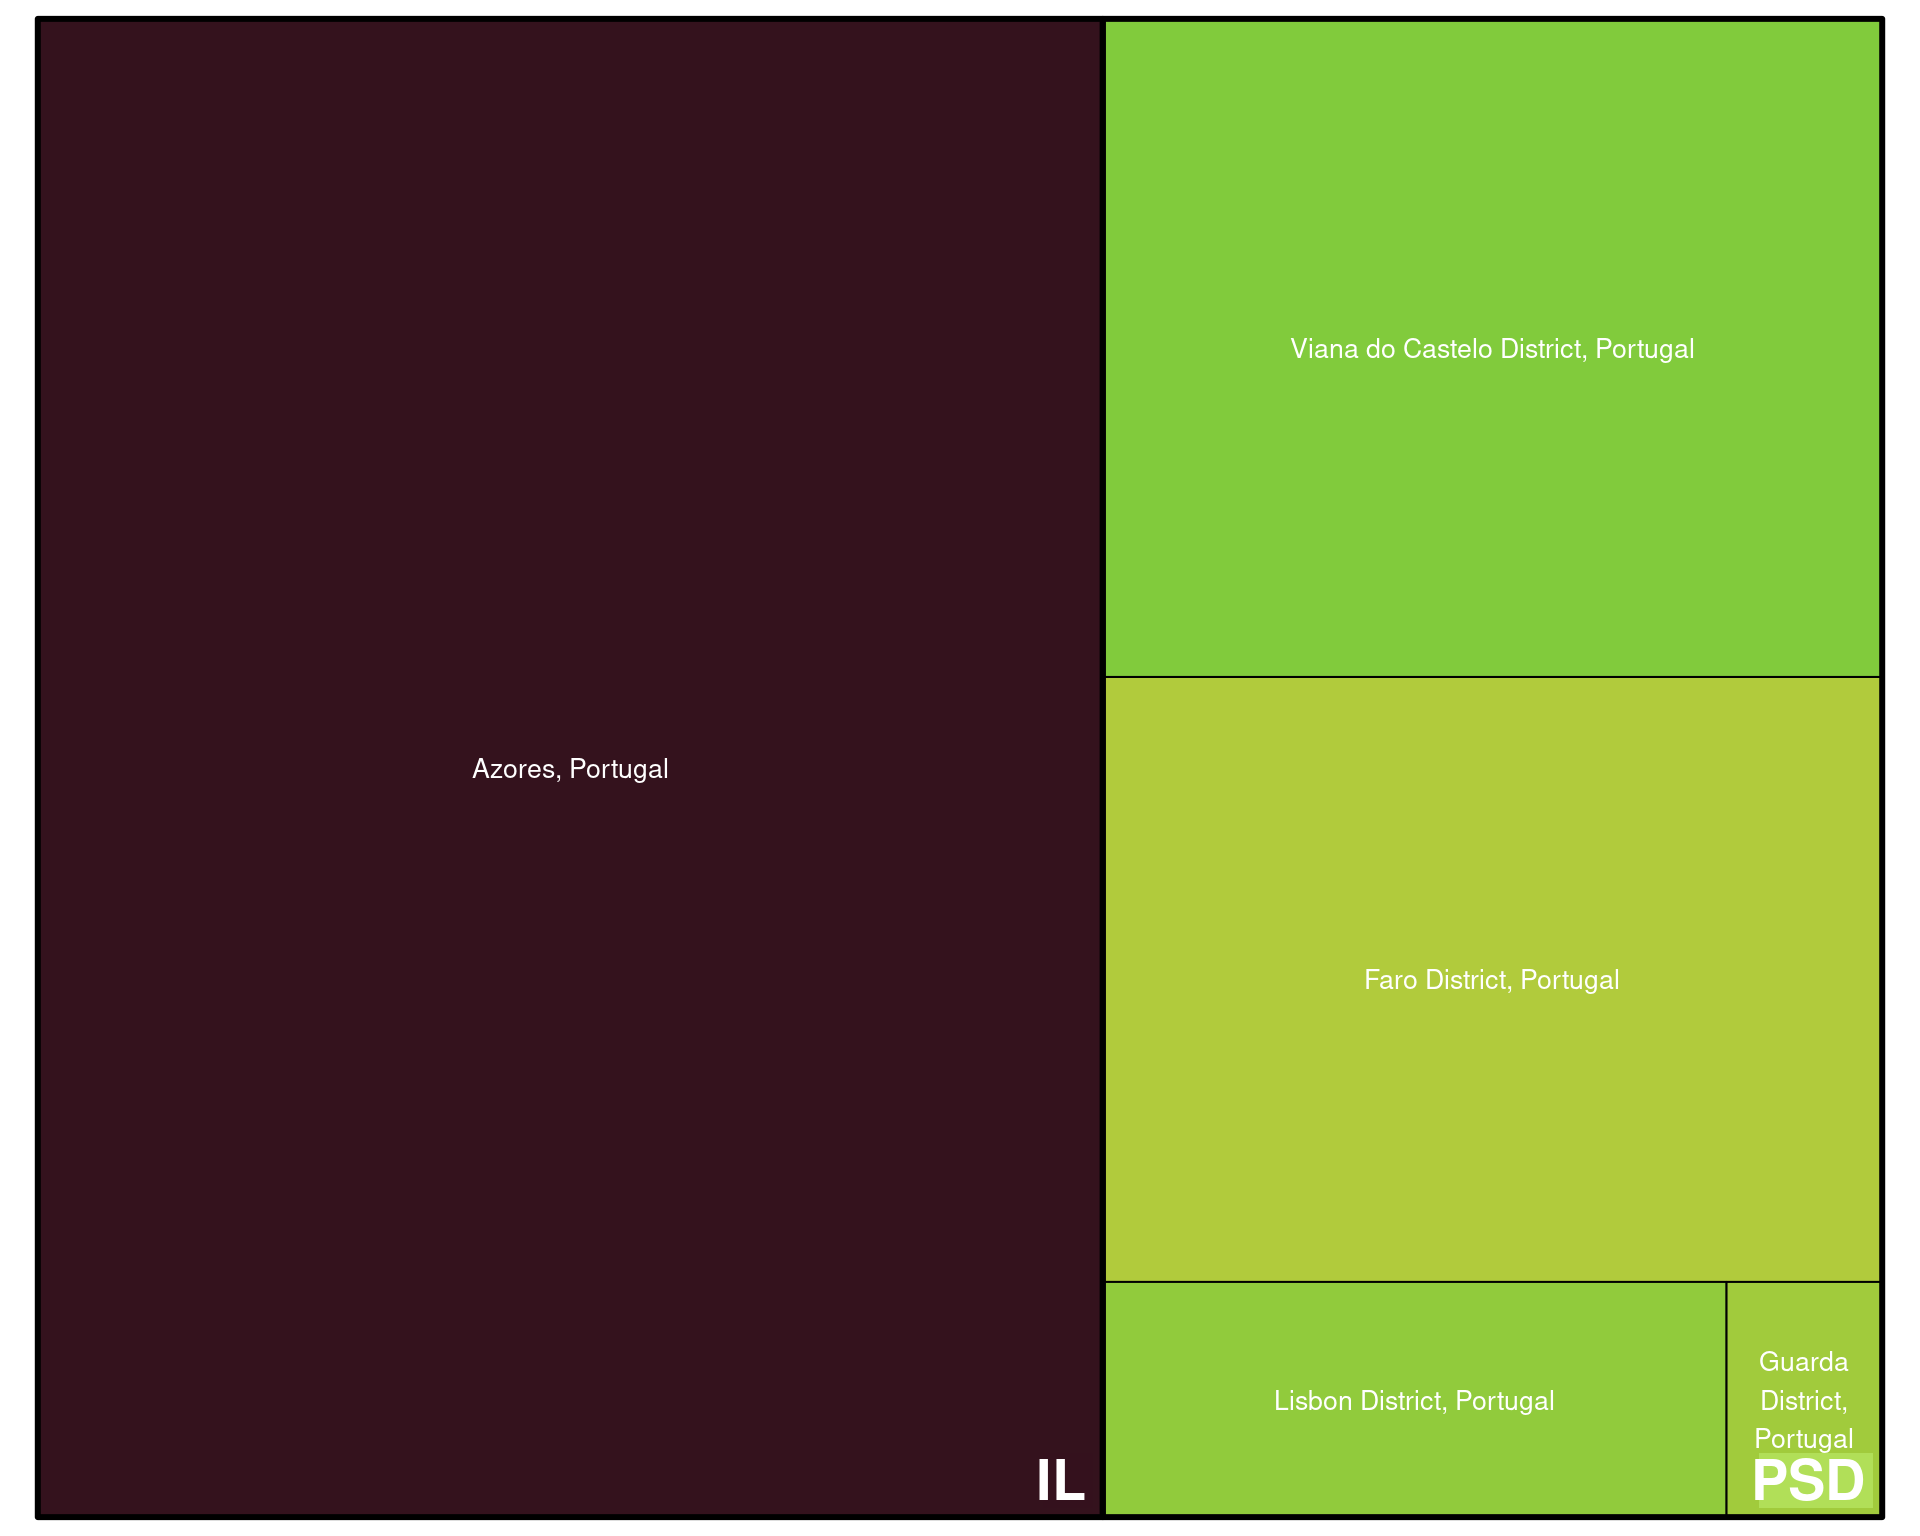 Azores, Portugal
IL
Viana do Castelo District, Portugal
Faro District, Portugal
Lisbon District, Portugal
Guarda
District,
Portugal
PSD